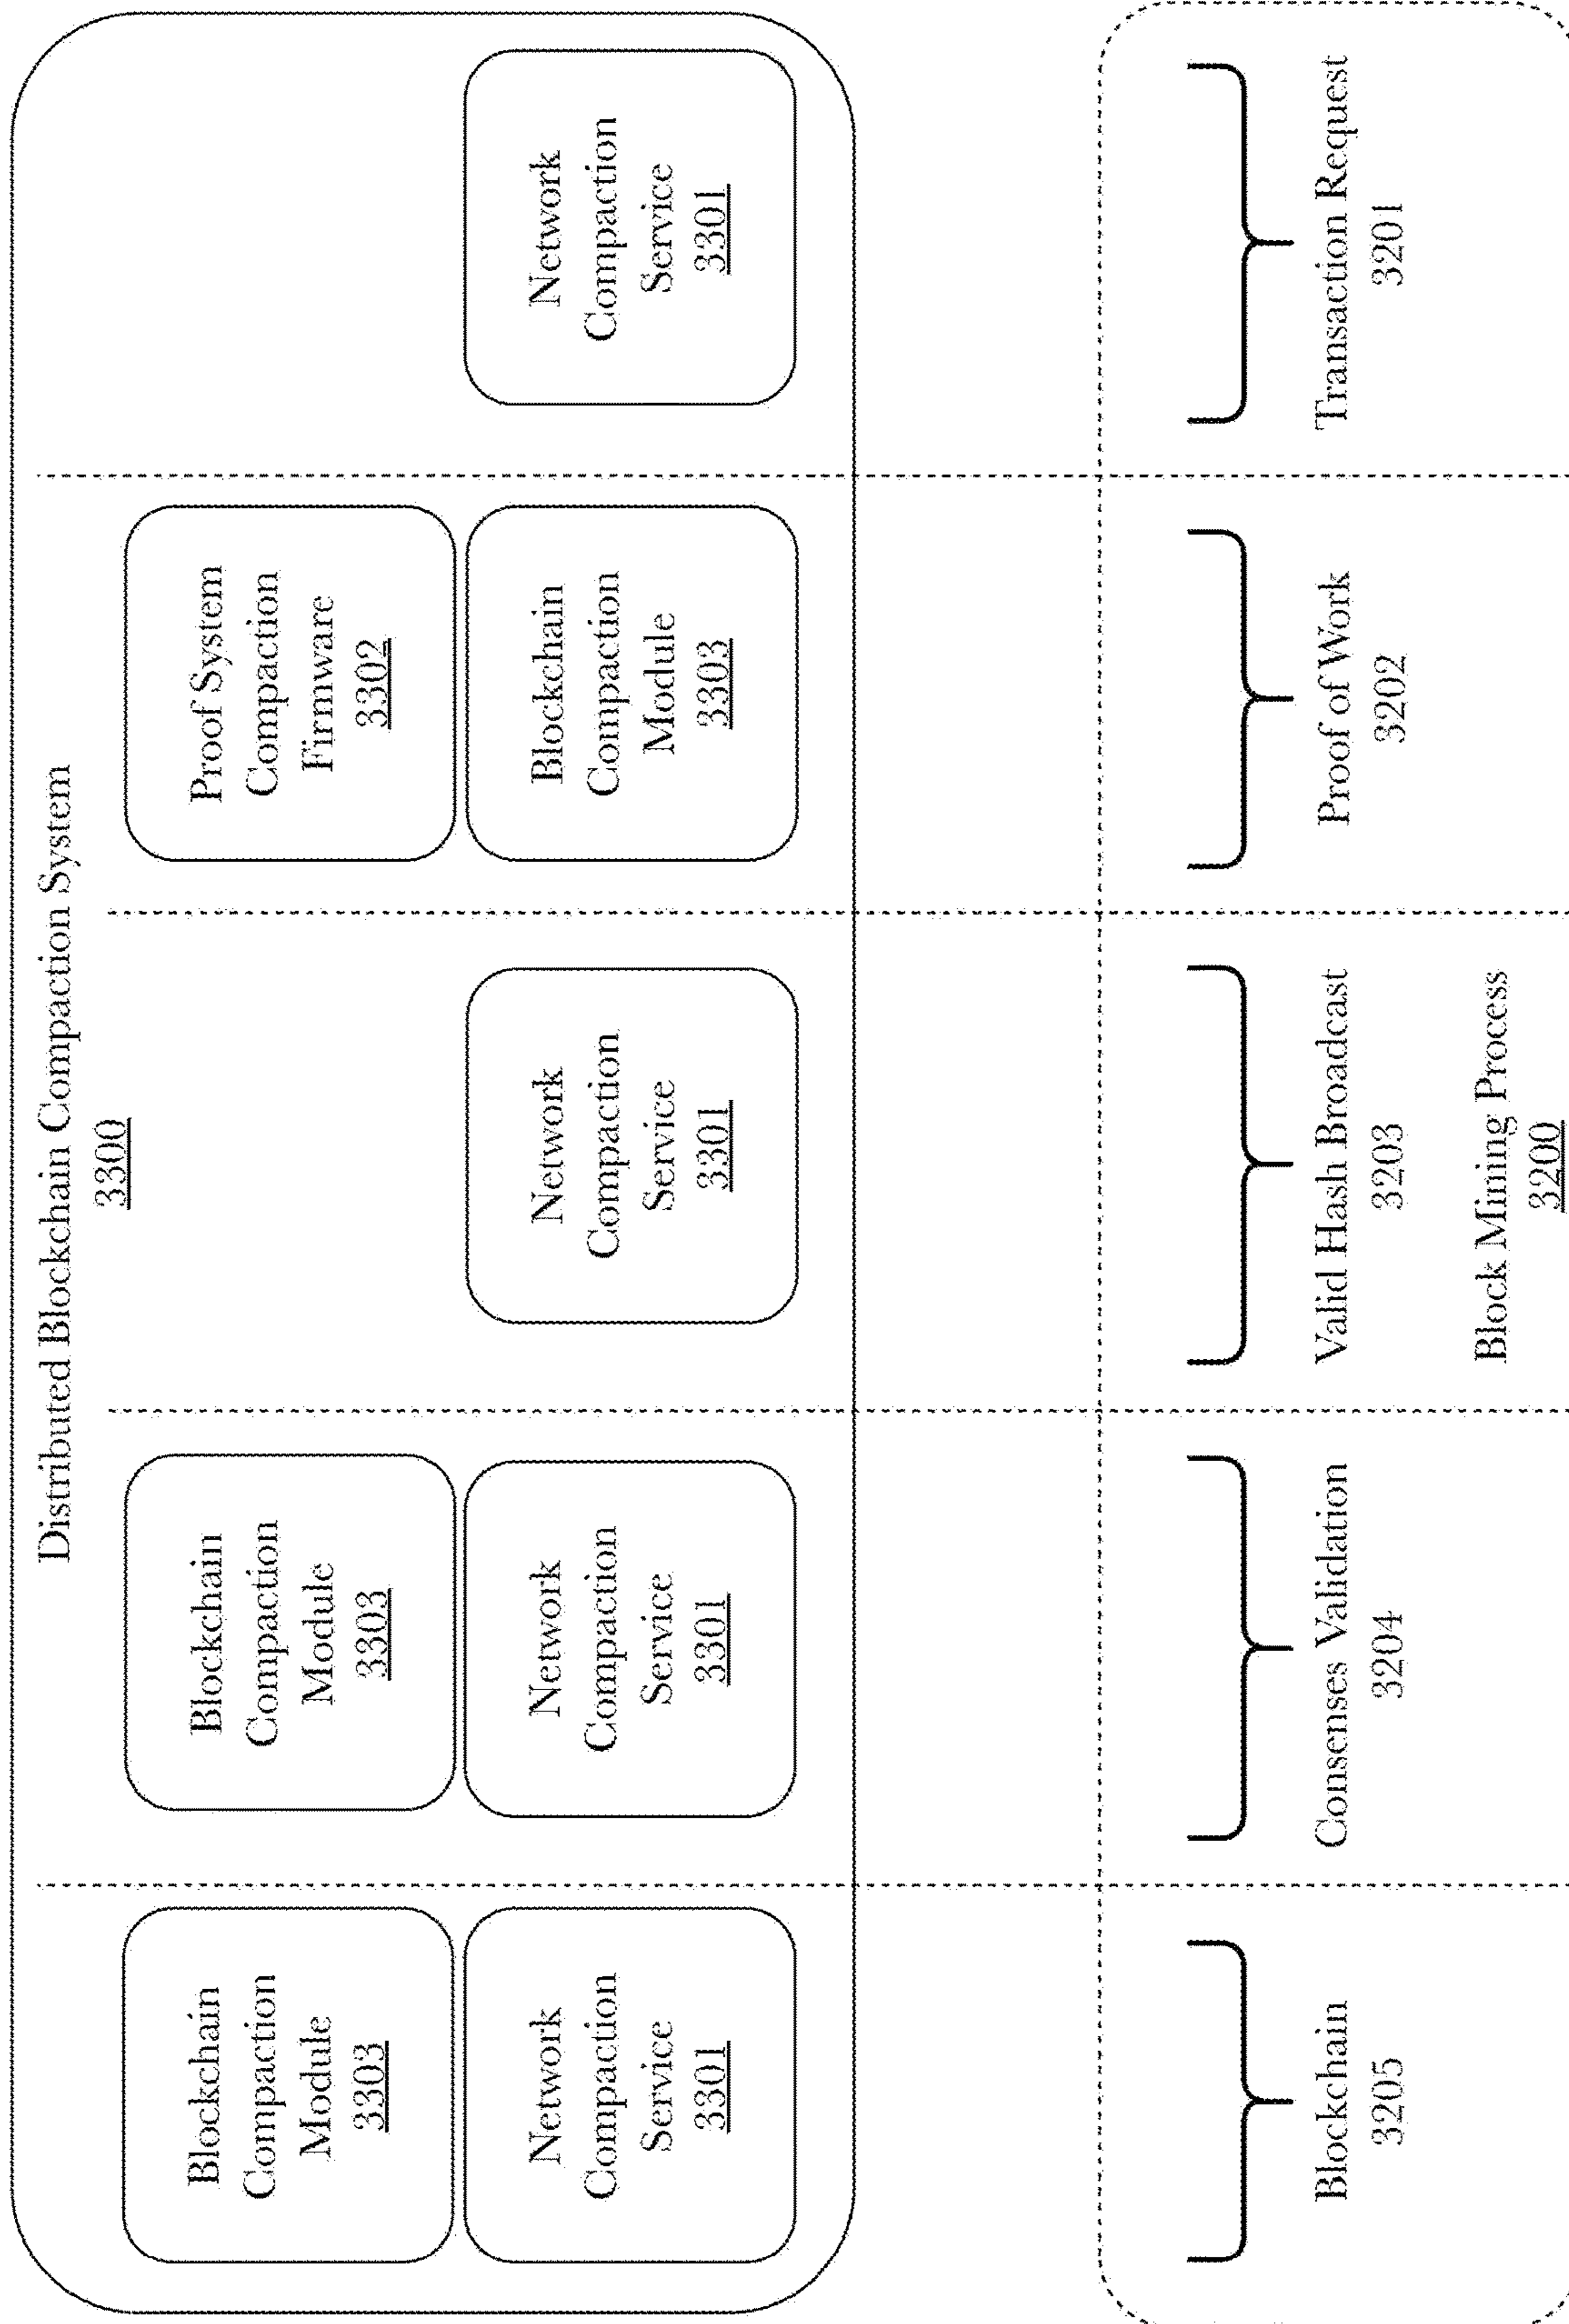 Distributed Blockchain Compaction System
3300
Blockchain
Compaction
Module
3303
Blockchain
Compaction
Module
3303
Proof System
Compaction
Firmware
3302
Network
Compaction
Service
3301
Network
Compaction
Service
3301
Network
Compaction
Service
3301
Blockchain
Compaction
Module
3303
Network
Compaction
Service
3301
Blockchain
3205
Consenses Validation
3204
Valid Hash Broadcast
3203
Proof of Work
3202
Transaction Request
3201
Block Mining Process
3200